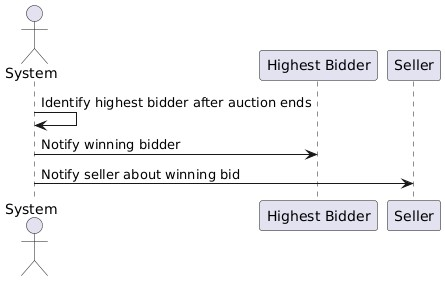 System
Highest Bidder
Seller
Identify highest bidder after auction ends
Notify winning bidder
Notify seller about winning bid
System
Highest Bidder
Seller